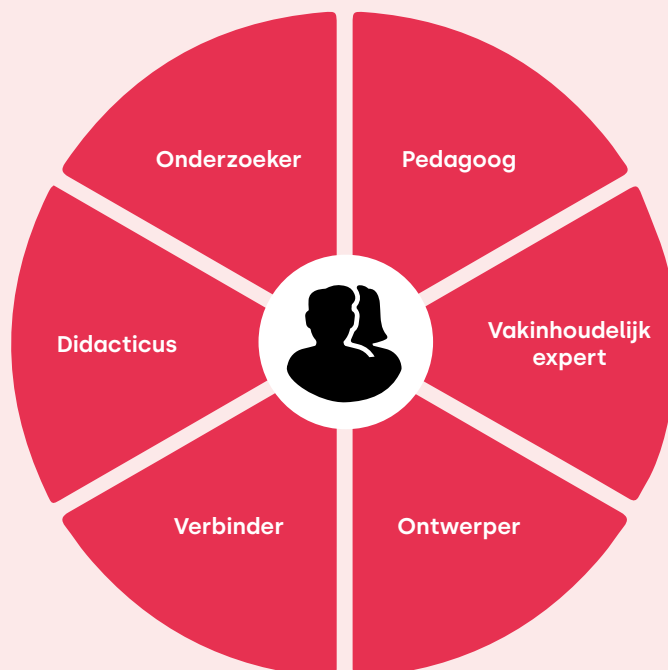 Onderzoeker
Pedagoog
Didacticus
Vakinhoudelijk
expert
Verbinder
Ontwerper